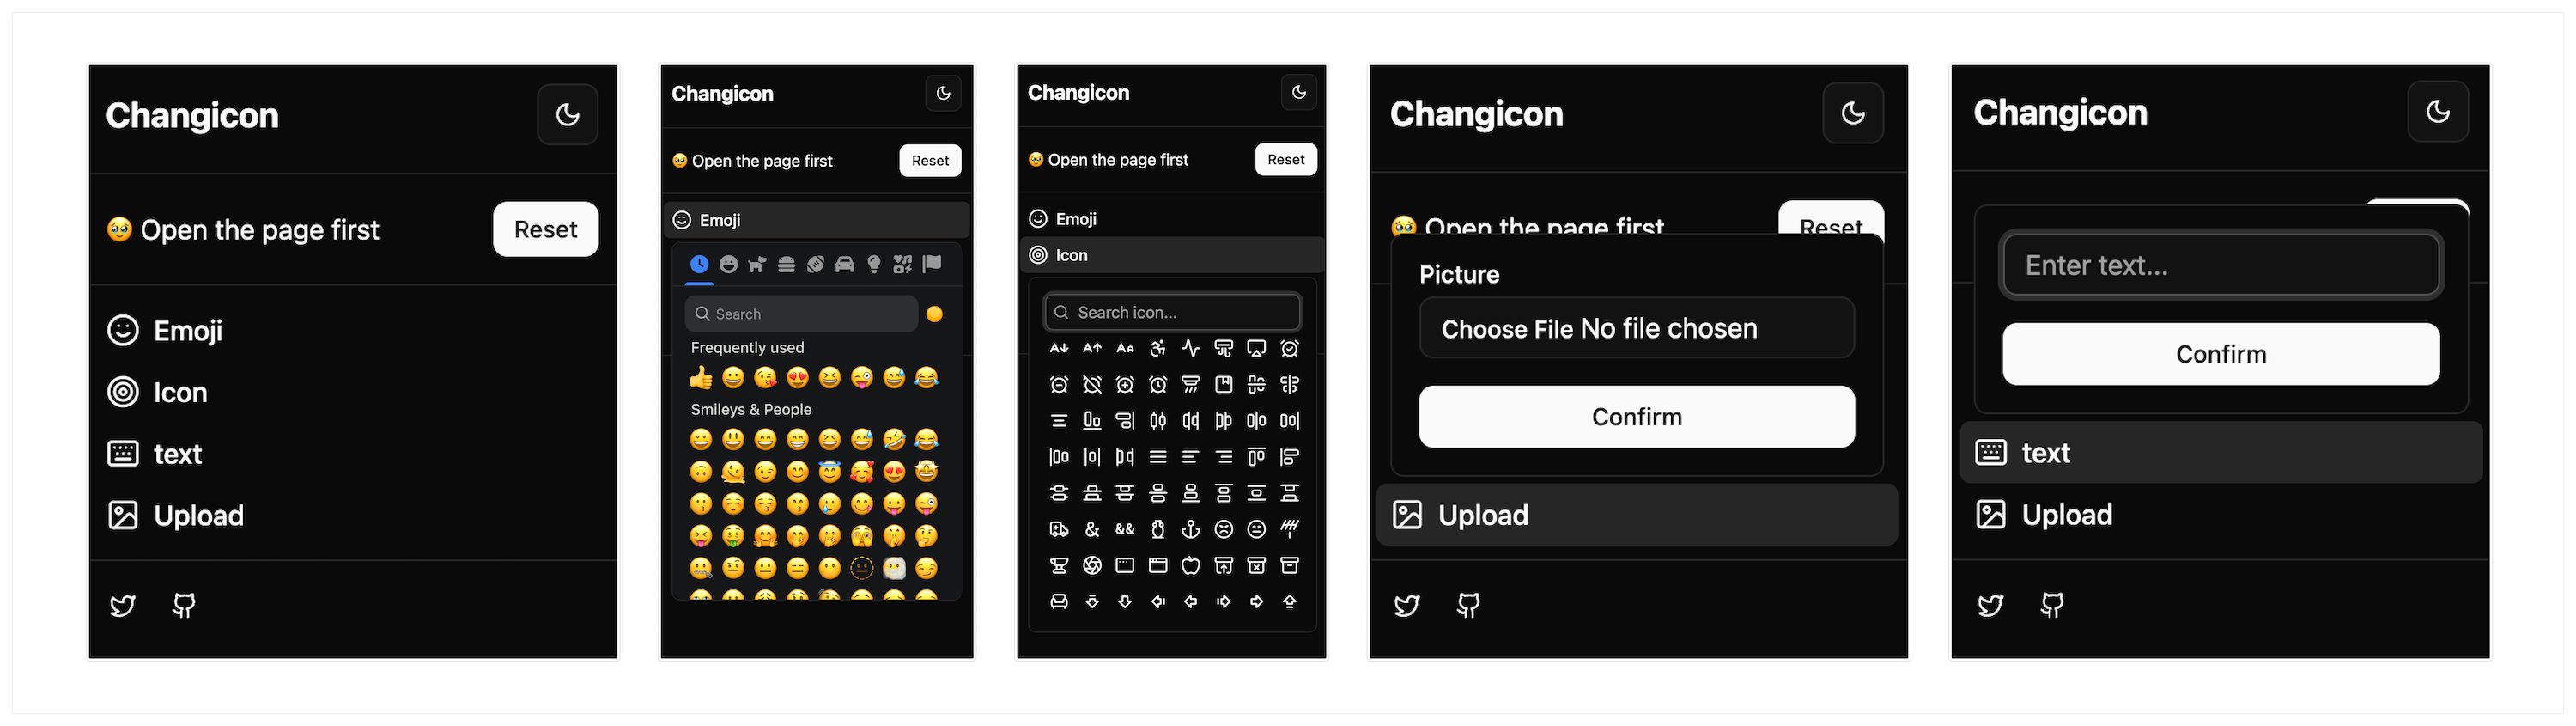 Changicon
🥹 Open the page first
Reset
Emoji
Icon
text
Upload
Changicon
🥹 Open the page first
Reset
Emoji
Search
Frequently used
Smileys & People
Changicon
🥹 Open the page first
Reset
Emoji
Icon
Search icon...
Changicon
🥹 Open the page first
Reset
Picture
Choose File No file chosen
Confirm
Upload
Changicon
Enter text...
Confirm
text
Upload